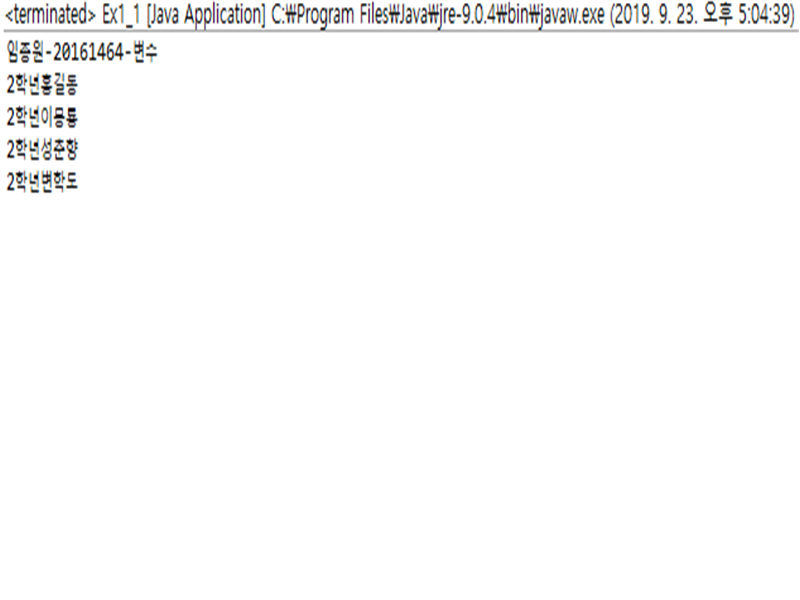 <terminated> Ex1_1 [Java Application] C:₩Program Files₩Java₩jre-9.0.4₩bin₩javaw.exe (2019. 9. 23. 오후 5:04:39)
임종원-20161464-변수
2학년홍길동
2학년이몽룡
2학년성춘향
2학년변학도